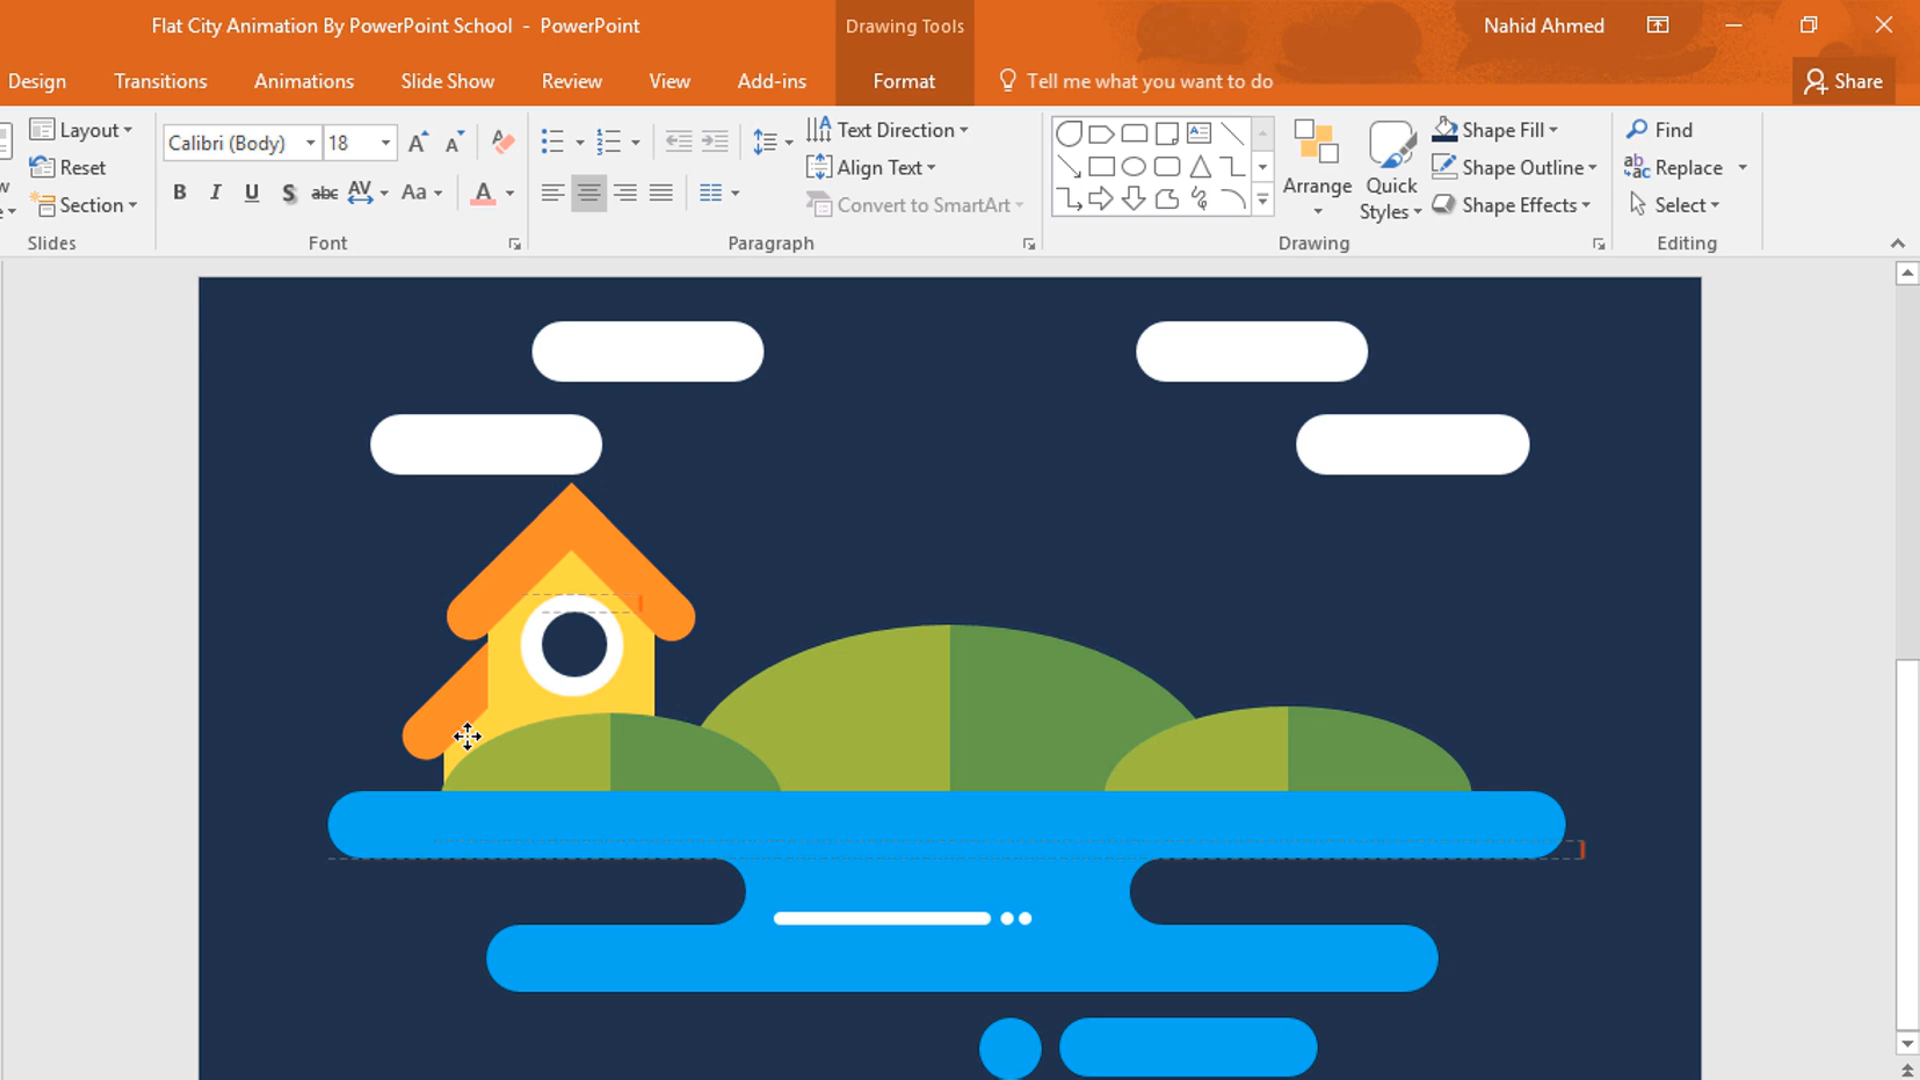 Flat City Animation By PowerPoint School - PowerPoint
Drawing Tools
Nahid Ahmed
Design
Transitions
Animations
Slide Show
Review
View
Add-ins
Format
Tell me what you want to do
Share
Layout
Reset
Section
Slides
Calibri (Body)
18
B I U S abc AV Aa A
Font
Text Direction
Align Text
Convert to SmartArt
Paragraph
Arrange
Quick
Styles
Shape Fill
Shape Outline
Shape Effects
Drawing
Find
Replace
Select
Editing